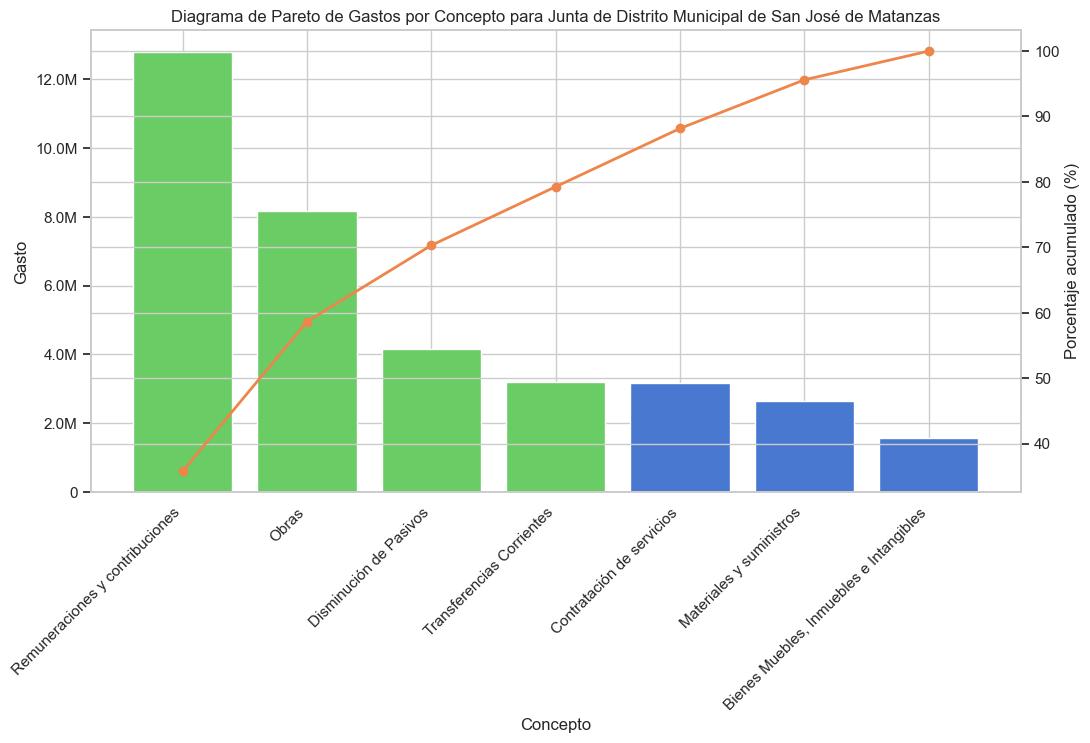 Diagrama de Pareto de Gastos por Concepto para Junta de Distrito Municipal de San José de Matanzas
12.0M
10.0M
8.0M
6.0M
4.0M
2.0M
0
Gasto
100
90
80
70
60
50
40
Porcentaje acumulado (%)
Remuneraciones y contribuciones
Obras
Disminución de Pasivos
Transferencias Corrientes
Contratación de servicios
Materiales y suministros
Bienes Muebles, Inmuebles e Intangibles
Concepto